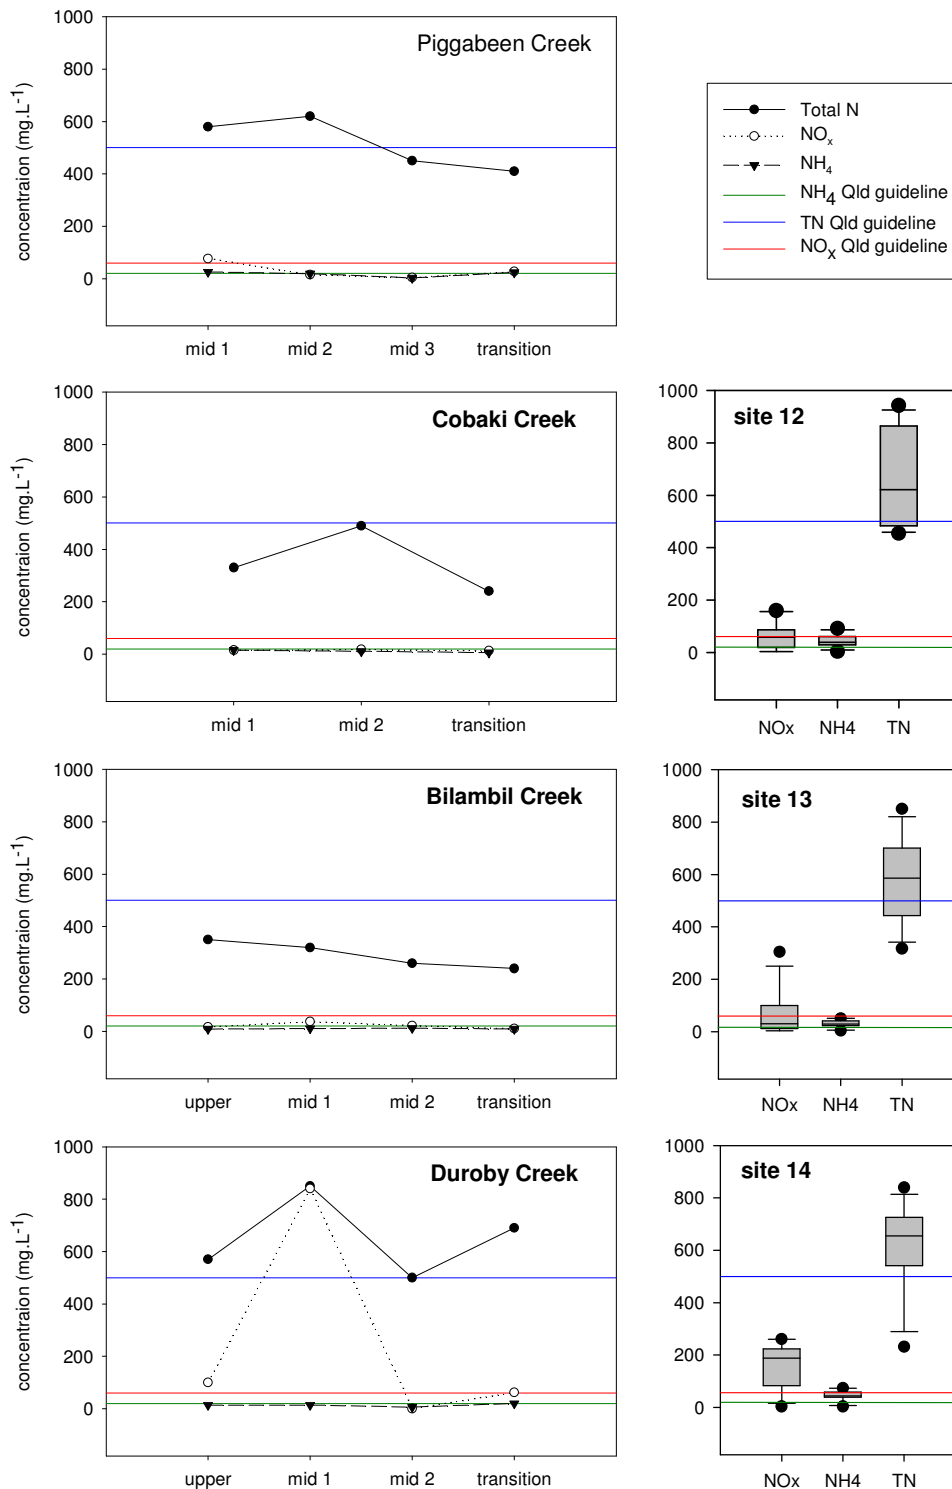 Piggabeen Creek
concentraion (mg.L⁻¹)
1000
800
600
400
200
0
mid 1 mid 2 mid 3 transition
Total N
NOₓ
NH₄
NH₄ Qld guideline
TN Qld guideline
NOₓ Qld guideline
Cobaki Creek
concentraion (mg.L⁻¹)
1000
800
600
400
200
0
mid 1 mid 2 transition
site 12
1000
800
600
400
200
0
NOx NH4 TN
Bilambil Creek
concentraion (mg.L⁻¹)
1000
800
600
400
200
0
upper mid 1 mid 2 transition
site 13
1000
800
600
400
200
0
NOx NH4 TN
Duroby Creek
concentraion (mg.L⁻¹)
1000
800
600
400
200
0
upper mid 1 mid 2 transition
site 14
1000
800
600
400
200
0
NOx NH4 TN